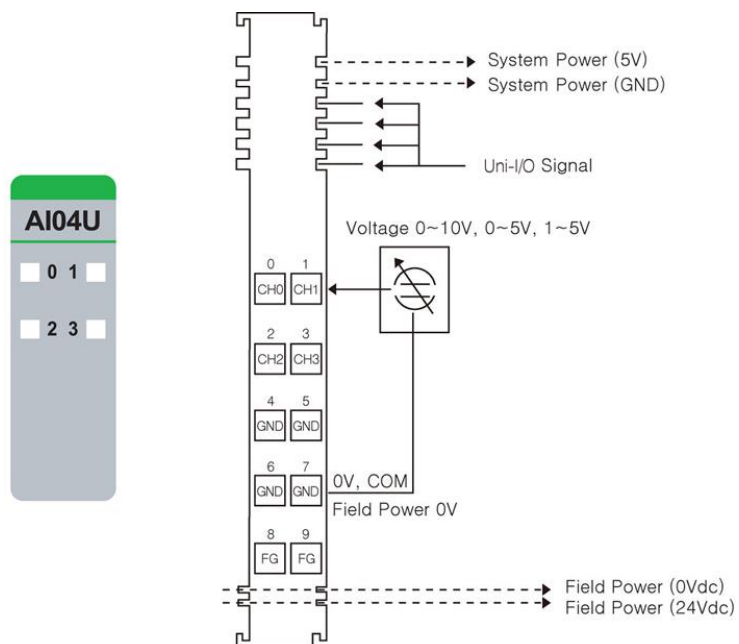 System Power (5V)
System Power (GND)
Uni-I/O Signal
AI04U
0 1
2 3
Voltage 0~10V, 0~5V, 1~5V
0 1
CH0 CH1
2 3
CH2 CH3
4 5
GND GND
6 7
GND GND
0V, COM
Field Power 0V
8 9
FG FG
Field Power (0Vdc)
Field Power (24Vdc)